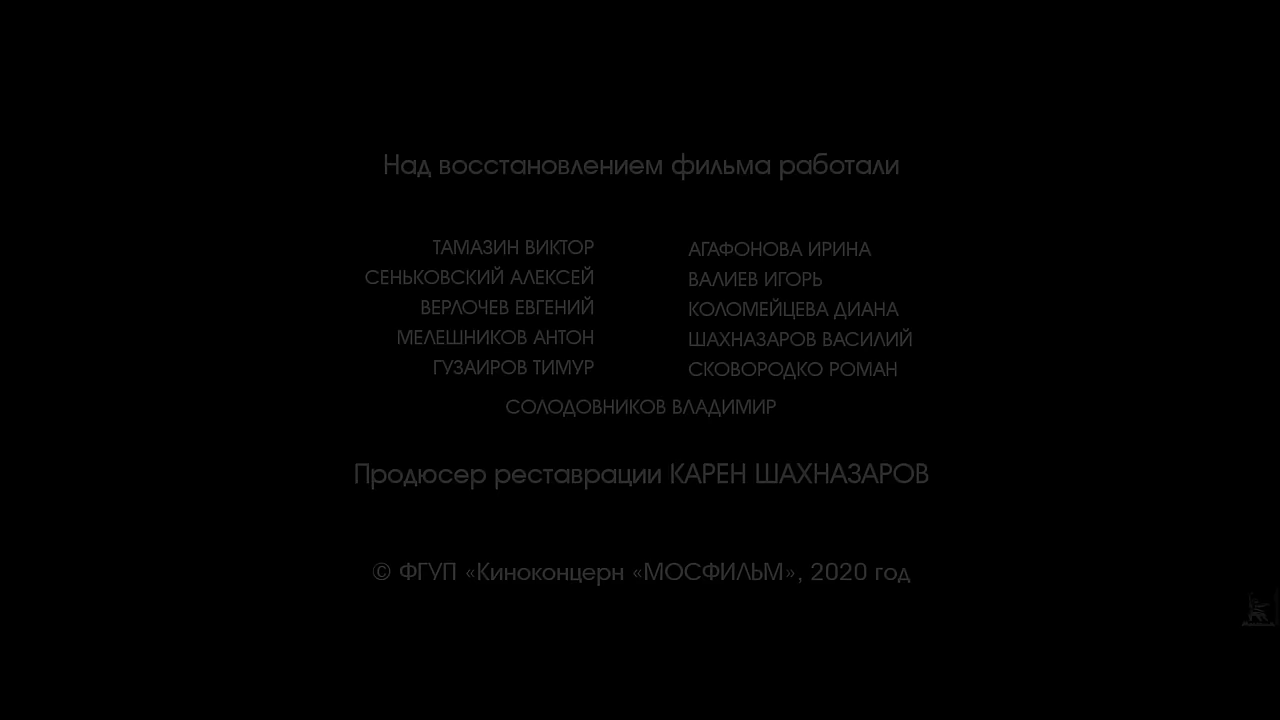 Над восстановлением фильма работали
ТАМАЗИН ВИКТОР
СЕНЬКОВСКИЙ АЛЕКСЕЙ
ВЕРЛОЧЕВ ЕВГЕНИЙ
МЕЛЕШНИКОВ АНТОН
ГУЗАИРОВ ТИМУР
АГАФОНОВА ИРИНА
ВАЛИЕВ ИГОРЬ
КОЛОМЕЙЦЕВА ДИАНА
ШАХНАЗАРОВ ВАСИЛИЙ
СКОВОРОДКО РОМАН
СОЛОДОВНИКОВ ВЛАДИМИР
Продюсер реставрации КАРЕН ШАХНАЗАРОВ
© ФГУП «Киноконцерн «МОСФИЛЬМ», 2020 год